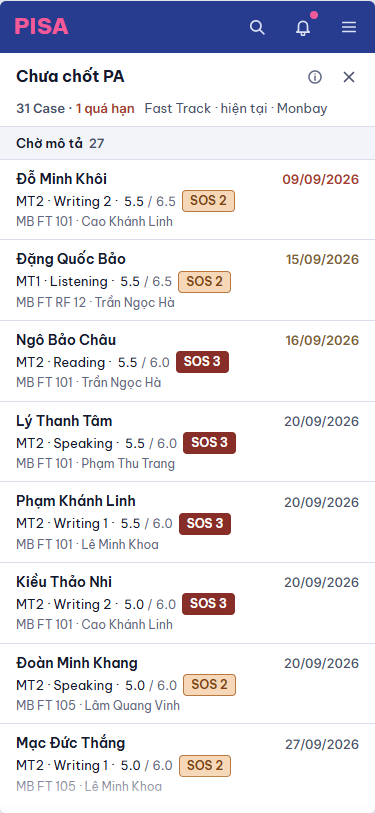 PISA
Chưa chốt PA
31 Case · 1 quá hạn Fast Track · hiện tại · Monbay
Chờ mô tả 27
Đỗ Minh Khôi 09/09/2026
MT2 · Writing 2 · 5.5 / 6.5 SOS 2
MB FT 101 · Cao Khánh Linh
Đặng Quốc Bảo 15/09/2026
MT1 · Listening · 5.5 / 6.5 SOS 2
MB FT RF 12 · Trần Ngọc Hà
Ngô Bảo Châu 16/09/2026
MT2 · Reading · 5.5 / 6.0 SOS 3
MB FT 101 · Trần Ngọc Hà
Lý Thanh Tâm 20/09/2026
MT2 · Speaking · 5.5 / 6.0 SOS 3
MB FT 101 · Phạm Thu Trang
Phạm Khánh Linh 20/09/2026
MT2 · Writing 1 · 5.5 / 6.0 SOS 3
MB FT 101 · Lê Minh Khoa
Kiều Thảo Nhi 20/09/2026
MT2 · Writing 2 · 5.0 / 6.0 SOS 3
MB FT 101 · Cao Khánh Linh
Đoàn Minh Khang 20/09/2026
MT2 · Speaking · 5.0 / 6.0 SOS 2
MB FT 105 · Lâm Quang Vinh
Mạc Đức Thắng 27/09/2026
MT2 · Writing 1 · 5.0 / 6.0 SOS 2
MB FT 105 · Lê Minh Khoa